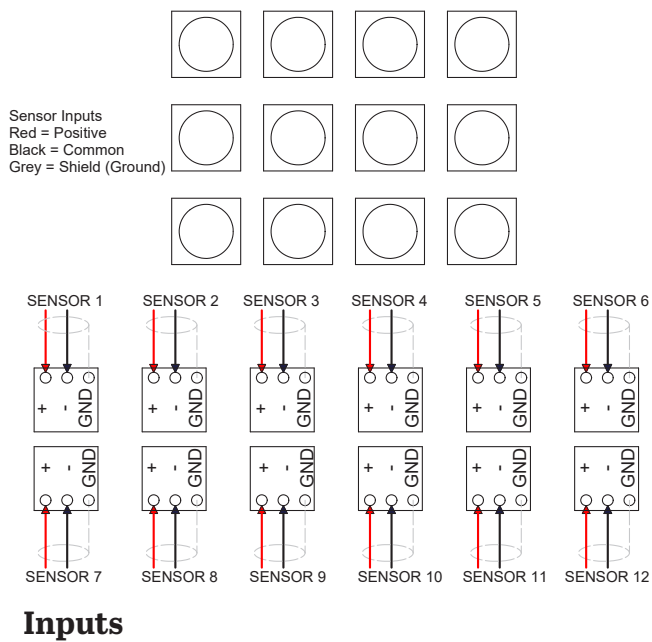 Sensor Inputs
Red = Positive
Black = Common
Grey = Shield (Ground)
SENSOR 1 SENSOR 2 SENSOR 3 SENSOR 4 SENSOR 5 SENSOR 6
+ - GND + - GND + - GND + - GND + - GND + - GND
+ - GND + - GND + - GND + - GND + - GND + - GND
SENSOR 7 SENSOR 8 SENSOR 9 SENSOR 10 SENSOR 11 SENSOR 12
Inputs